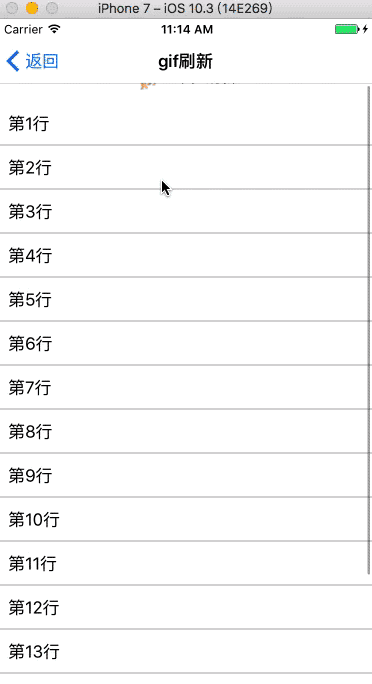 iPhone 7 – iOS 10.3 (14E269)
Carrier 11:14 AM
返回 gif刷新
第1行
第2行
第3行
第4行
第5行
第6行
第7行
第8行
第9行
第10行
第11行
第12行
第13行